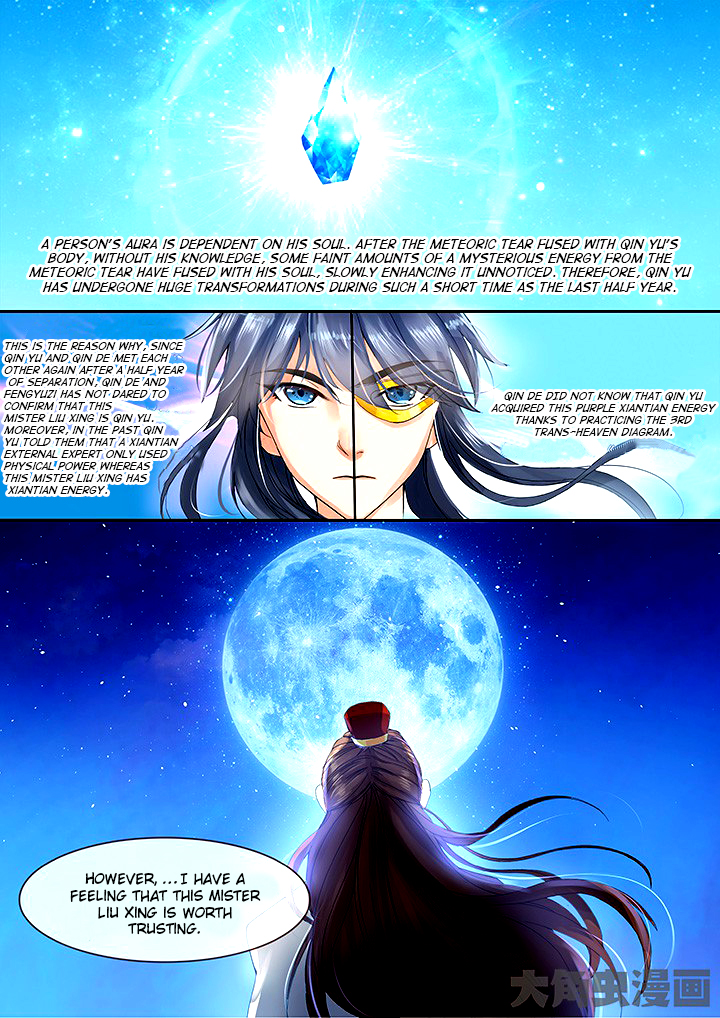 A PERSON'S AURA IS DEPENDENT ON HIS SOUL. AFTER THE METEORIC TEAR FUSED WITH QIN YU'S
BODY, WITHOUT HIS KNOWLEDGE, SOME FAINT AMOUNTS OF A MYSTERIOUS ENERGY FROM THE
METEORIC TEAR HAVE FUSED WITH HIS SOUL, SLOWLY ENHANCING IT UNNOTICED. THEREFORE, QIN YU
HAS UNDERGONE HUGE TRANSFORMATIONS DURING SUCH A SHORT TIME AS THE LAST HALF YEAR.
THIS IS THE REASON WHY, SINCE
QIN YU AND QIN DE MET EACH
OTHER AGAIN AFTER A HALF YEAR
OF SEPARATION, QIN DE AND
FENGYUZI HAS NOT DARED TO
CONFIRM THAT THIS
MISTER LIU XING IS QIN YU.
MOREOVER, IN THE PAST QIN
YU TOLD THEM THAT A XIANTIAN
EXTERNAL EXPERT ONLY USED
PHYSICAL POWER WHEREAS
THIS MISTER LIU XING HAS
XIANTIAN ENERGY.
QIN DE DID NOT KNOW THAT QIN YU
ACQUIRED THIS PURPLE XIANTIAN ENERGY
THANKS TO PRACTICING THE 3RD
TRANS-HEAVEN DIAGRAM.
HOWEVER, ...I HAVE A
FEELING THAT THIS MISTER
LIU XING IS WORTH
TRUSTING.
大角虫漫画